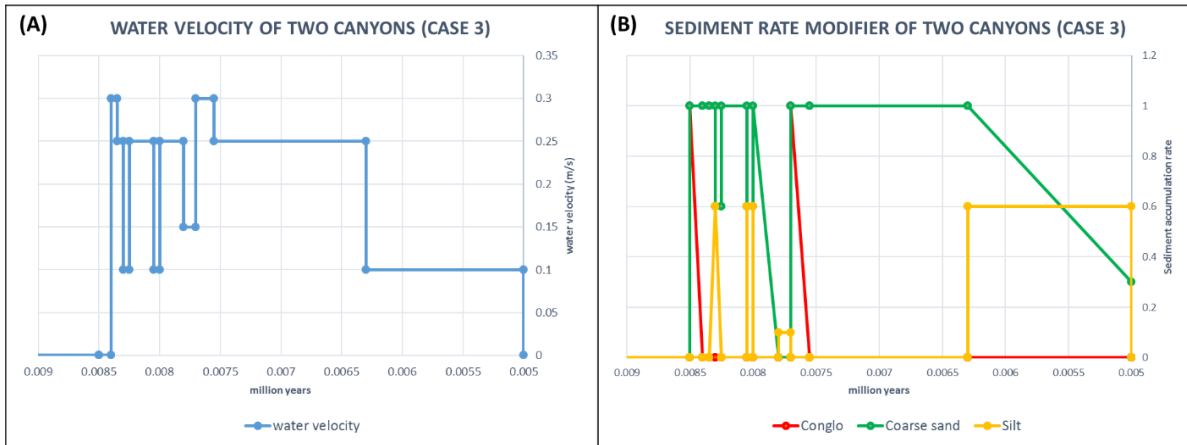 (A) WATER VELOCITY OF TWO CANYONS (CASE 3)
0.35
0.3
0.25
0.2
0.15
0.1
0.05
0
water velocity (m/s)
0.009 0.0085 0.008 0.0075 0.007 0.0065 0.006 0.0055 0.005
million years
water velocity
(B) SEDIMENT RATE MODIFIER OF TWO CANYONS (CASE 3)
1.2
1
0.8
0.6
0.4
0.2
0
Sediment accumulation rate
0.009 0.0085 0.008 0.0075 0.007 0.0065 0.006 0.0055 0.005
million years
Conglo Coarse sand Silt